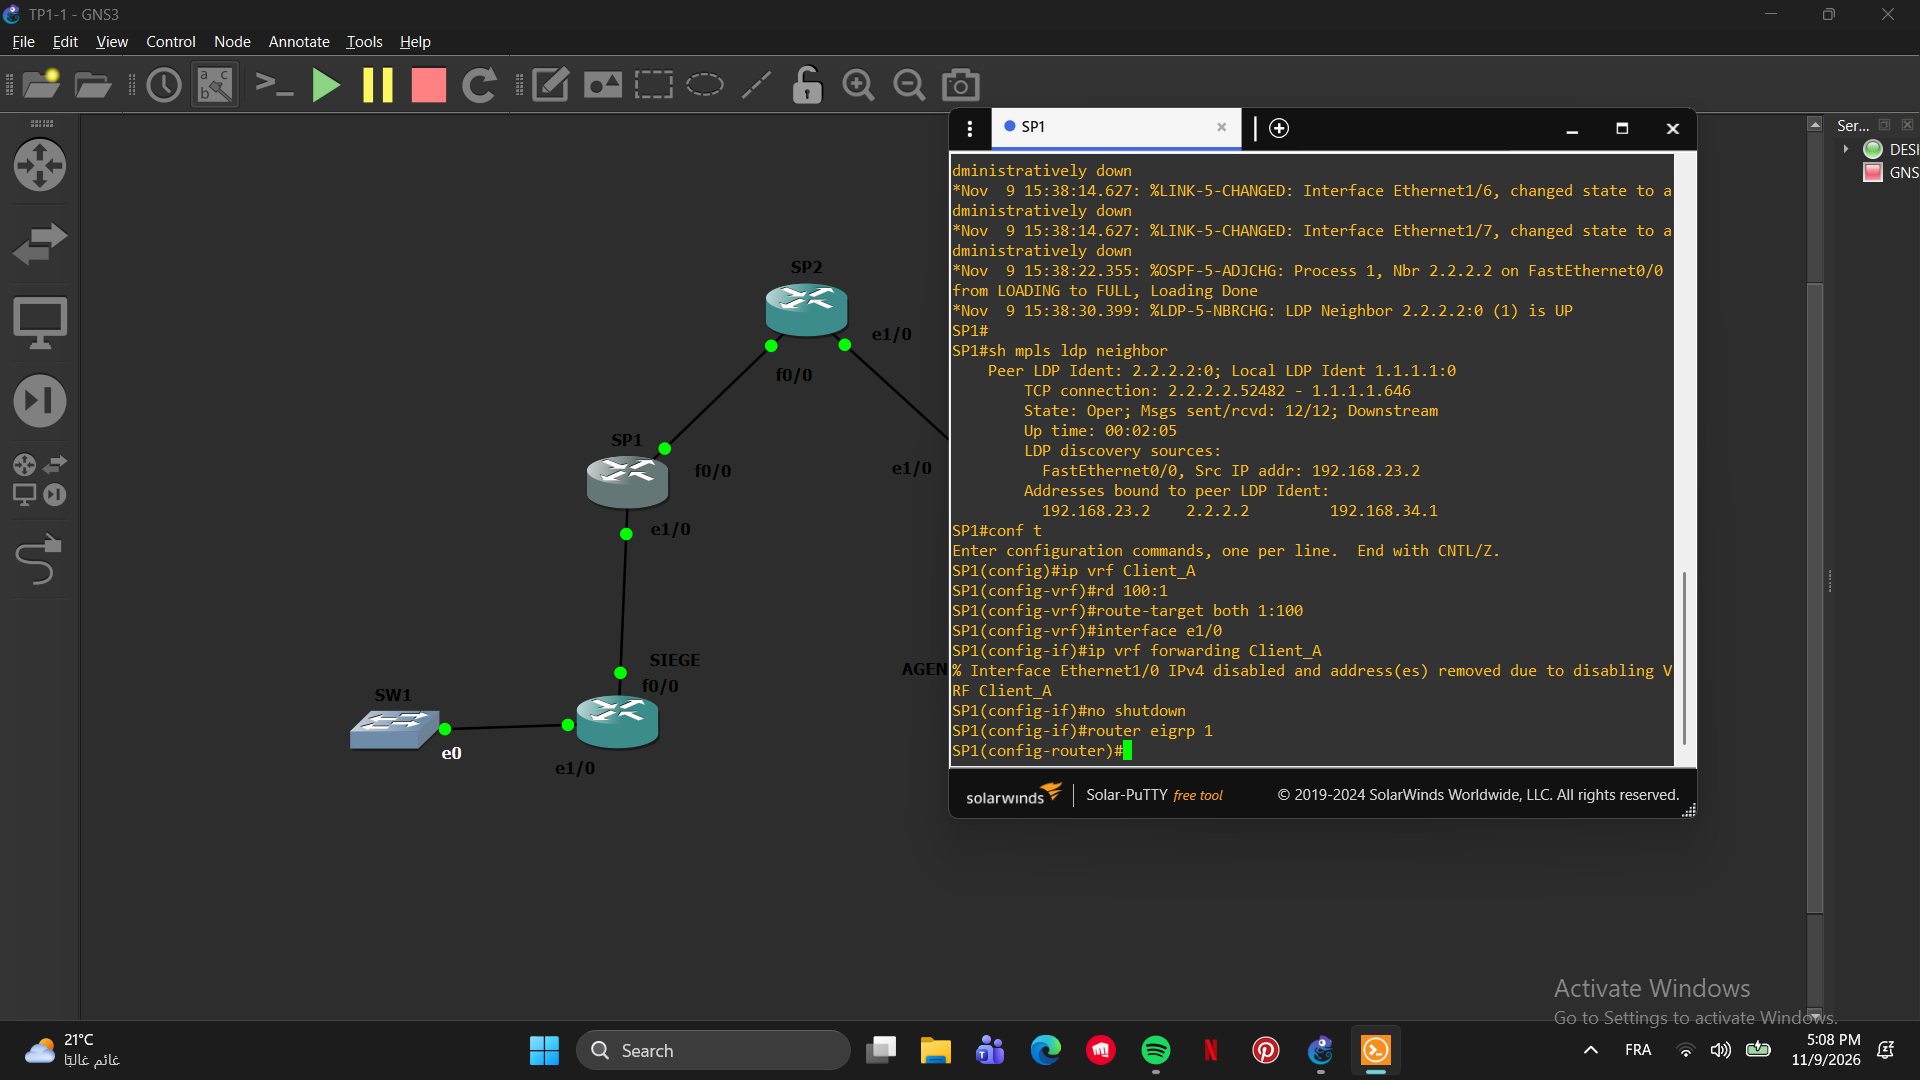 TP1-1 - GNS3
File Edit View Control Node Annotate Tools Help
SP1
Ser...
DESI
GNS
dministratively down
*Nov  9 15:38:14.627: %LINK-5-CHANGED: Interface Ethernet1/6, changed state to a
dministratively down
*Nov  9 15:38:14.627: %LINK-5-CHANGED: Interface Ethernet1/7, changed state to a
dministratively down
*Nov  9 15:38:22.355: %OSPF-5-ADJCHG: Process 1, Nbr 2.2.2.2 on FastEthernet0/0
from LOADING to FULL, Loading Done
*Nov  9 15:38:30.399: %LDP-5-NBRCHG: LDP Neighbor 2.2.2.2:0 (1) is UP
SP1#
SP1#sh mpls ldp neighbor
Peer LDP Ident: 2.2.2.2:0; Local LDP Ident 1.1.1.1:0
TCP connection: 2.2.2.2.52482 - 1.1.1.1.646
State: Oper; Msgs sent/rcvd: 12/12; Downstream
Up time: 00:02:05
LDP discovery sources:
FastEthernet0/0, Src IP addr: 192.168.23.2
Addresses bound to peer LDP Ident:
192.168.23.2    2.2.2.2         192.168.34.1
SP1#conf t
Enter configuration commands, one per line.  End with CNTL/Z.
SP1(config)#ip vrf Client_A
SP1(config-vrf)#rd 100:1
SP1(config-vrf)#route-target both 1:100
SP1(config-vrf)#interface e1/0
SP1(config-if)#ip vrf forwarding Client_A
% Interface Ethernet1/0 IPv4 disabled and address(es) removed due to disabling V
RF Client_A
SP1(config-if)#no shutdown
SP1(config-if)#router eigrp 1
SP1(config-router)#
solarwinds Solar-PuTTY free tool © 2019-2024 SolarWinds Worldwide, LLC. All rights reserved.
SP2
e1/0
f0/0
SP1
f0/0
e1/0
e1/0
SIEGE
f0/0
AGEN
SW1
e0
e1/0
Activate Windows
Go to Settings to activate Windows.
21°C
غائم غالبًا
Search
FRA
5:08 PM
11/9/2026